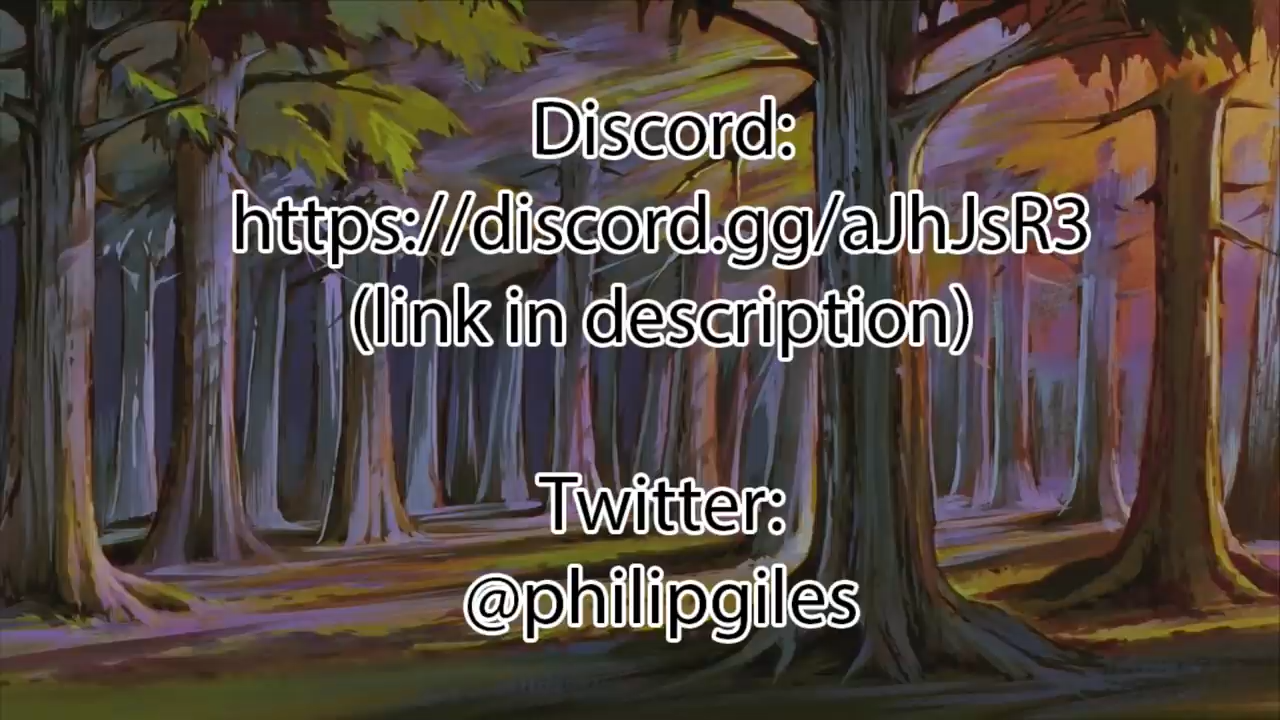 Discord:
https://discord.gg/aJhJsR3
(link in description)
Twitter:
@philipgiles